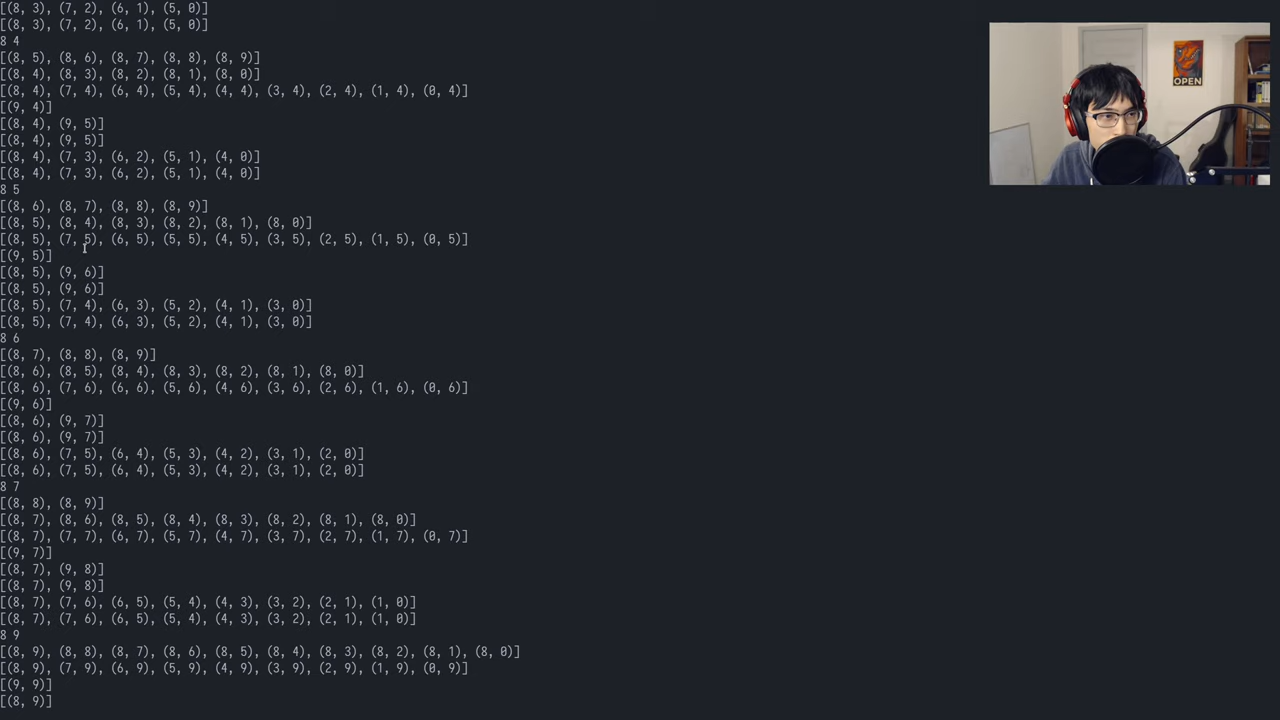 [(8, 3), (7, 2), (6, 1), (5, 0)]
[(8, 3), (7, 2), (6, 1), (5, 0)]
8 4
[(8, 5), (8, 6), (8, 7), (8, 8), (8, 9)]
[(8, 4), (8, 3), (8, 2), (8, 1), (8, 0)]
[(8, 4), (7, 4), (6, 4), (5, 4), (4, 4), (3, 4), (2, 4), (1, 4), (0, 4)]
[(9, 4)]
[(8, 4), (9, 5)]
[(8, 4), (9, 5)]
[(8, 4), (7, 3), (6, 2), (5, 1), (4, 0)]
[(8, 4), (7, 3), (6, 2), (5, 1), (4, 0)]
8 5
[(8, 6), (8, 7), (8, 8), (8, 9)]
[(8, 5), (8, 4), (8, 3), (8, 2), (8, 1), (8, 0)]
[(8, 5), (7, 5), (6, 5), (5, 5), (4, 5), (3, 5), (2, 5), (1, 5), (0, 5)]
[(9, 5)]
[(8, 5), (9, 6)]
[(8, 5), (9, 6)]
[(8, 5), (7, 4), (6, 3), (5, 2), (4, 1), (3, 0)]
[(8, 5), (7, 4), (6, 3), (5, 2), (4, 1), (3, 0)]
8 6
[(8, 7), (8, 8), (8, 9)]
[(8, 6), (8, 5), (8, 4), (8, 3), (8, 2), (8, 1), (8, 0)]
[(8, 6), (7, 6), (6, 6), (5, 6), (4, 6), (3, 6), (2, 6), (1, 6), (0, 6)]
[(9, 6)]
[(8, 6), (9, 7)]
[(8, 6), (9, 7)]
[(8, 6), (7, 5), (6, 4), (5, 3), (4, 2), (3, 1), (2, 0)]
[(8, 6), (7, 5), (6, 4), (5, 3), (4, 2), (3, 1), (2, 0)]
8 7
[(8, 8), (8, 9)]
[(8, 7), (8, 6), (8, 5), (8, 4), (8, 3), (8, 2), (8, 1), (8, 0)]
[(8, 7), (7, 7), (6, 7), (5, 7), (4, 7), (3, 7), (2, 7), (1, 7), (0, 7)]
[(9, 7)]
[(8, 7), (9, 8)]
[(8, 7), (9, 8)]
[(8, 7), (7, 6), (6, 5), (5, 4), (4, 3), (3, 2), (2, 1), (1, 0)]
[(8, 7), (7, 6), (6, 5), (5, 4), (4, 3), (3, 2), (2, 1), (1, 0)]
8 9
[(8, 9), (8, 8), (8, 7), (8, 6), (8, 5), (8, 4), (8, 3), (8, 2), (8, 1), (8, 0)]
[(8, 9), (7, 9), (6, 9), (5, 9), (4, 9), (3, 9), (2, 9), (1, 9), (0, 9)]
[(9, 9)]
[(8, 9)]
OPEN